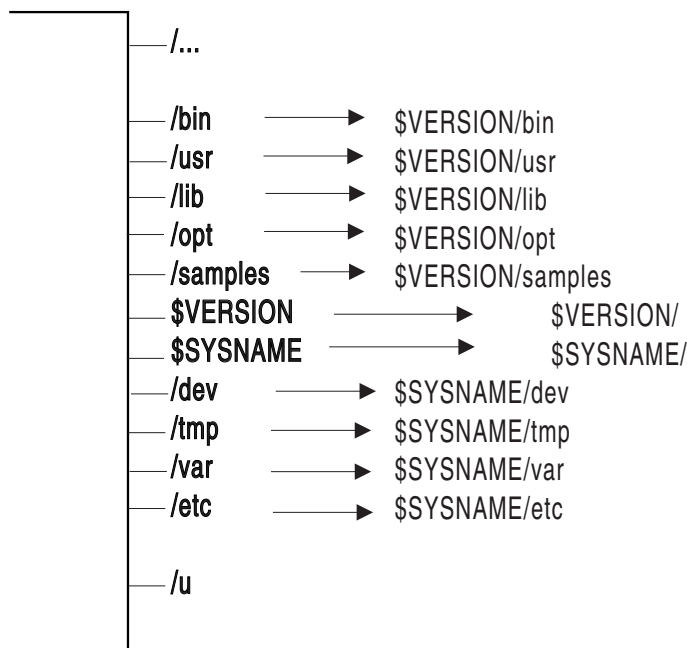 /...
/bin $VERSION/bin
/usr $VERSION/usr
/lib $VERSION/lib
/opt $VERSION/opt
/samples $VERSION/samples
$VERSION $VERSION/
$SYSNAME $SYSNAME/
/dev $SYSNAME/dev
/tmp $SYSNAME/tmp
/var $SYSNAME/var
/etc $SYSNAME/etc
/u